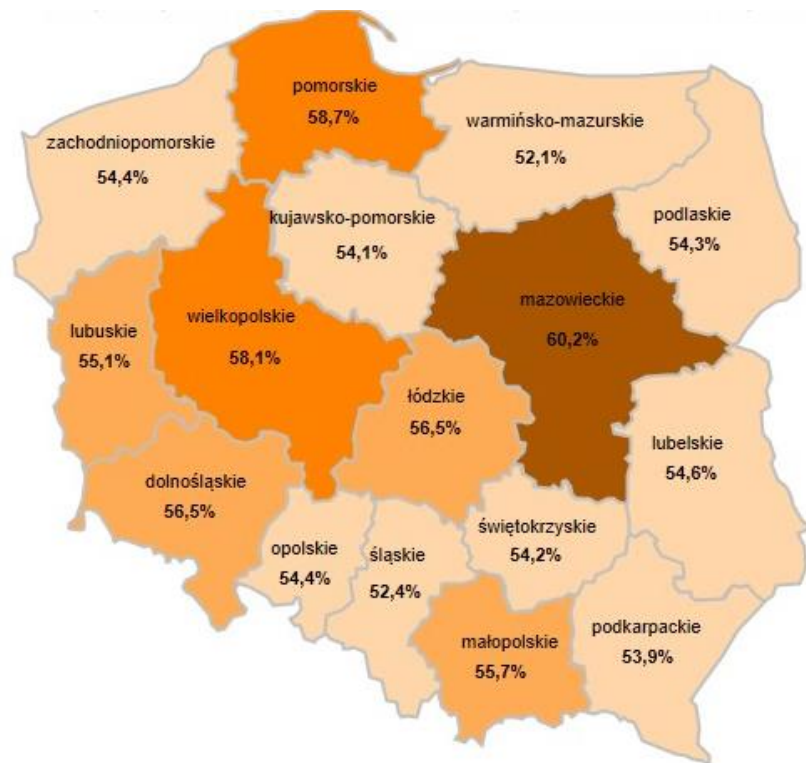 pomorskie
58,7%
warmińsko-mazurskie
52,1%
zachodniopomorskie
54,4%
kujawsko-pomorskie
54,1%
podlaskie
54,3%
mazowieckie
60,2%
wielkopolskie
58,1%
lubuskie
55,1%
łódzkie
56,5%
lubelskie
54,6%
dolnośląskie
56,5%
świętokrzyskie
54,2%
opolskie
54,4%
śląskie
52,4%
podkarpackie
53,9%
małopolskie
55,7%